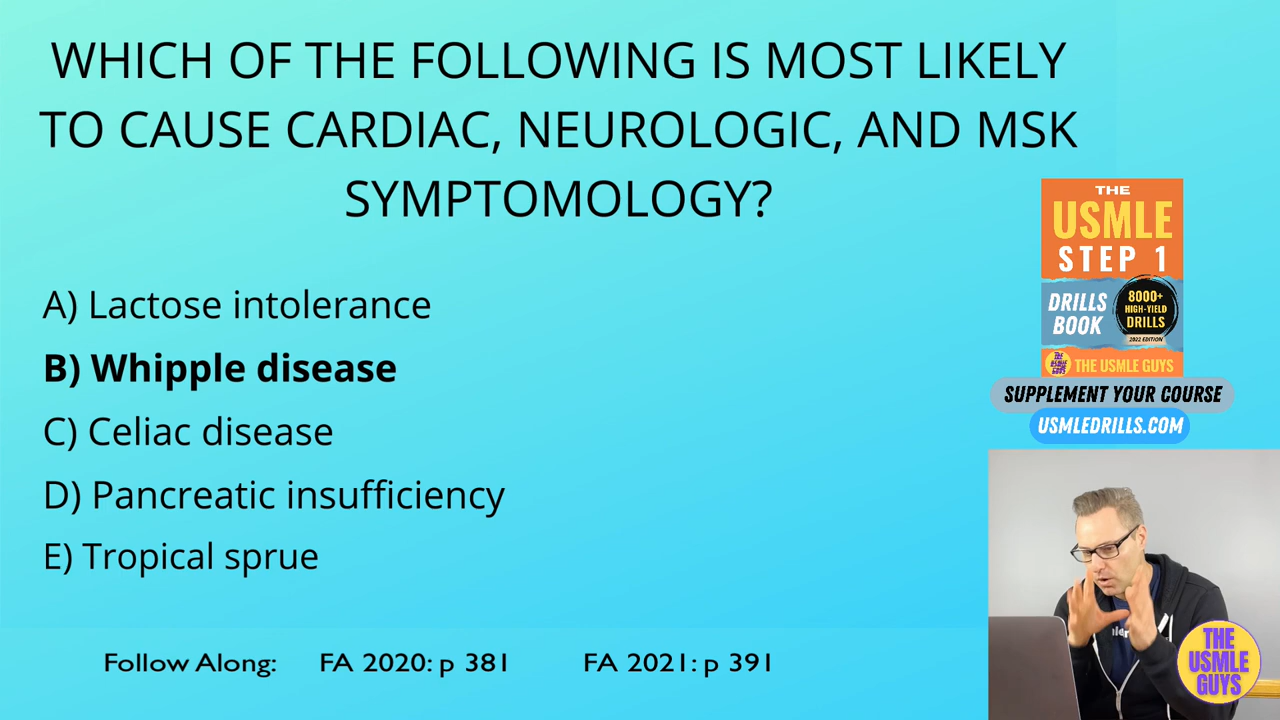 WHICH OF THE FOLLOWING IS MOST LIKELY
TO CAUSE CARDIAC, NEUROLOGIC, AND MSK
SYMPTOMOLOGY?
A) Lactose intolerance
B) Whipple disease
C) Celiac disease
D) Pancreatic insufficiency
E) Tropical sprue
Follow Along: FA 2020: p 381 FA 2021: p 391
THE
USMLE
STEP 1
DRILLS
BOOK
8000+
HIGH-YIELD
DRILLS
2022 EDITION
THE USMLE GUYS
SUPPLEMENT YOUR COURSE
USMLEDRILLS.COM
THE
USMLE
GUYS